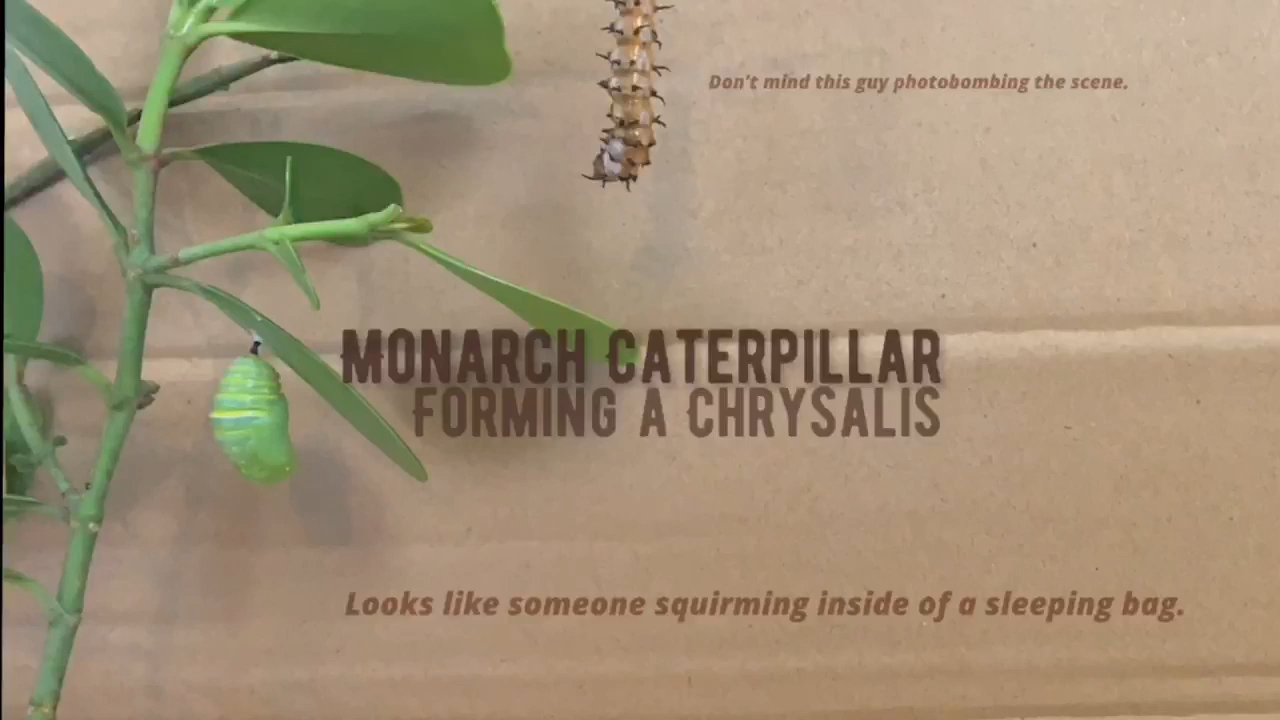 Don't mind this guy photobombing the scene.
Monarch Caterpillar
Forming a Chrysalis
Looks like someone squirming inside of a sleeping bag.